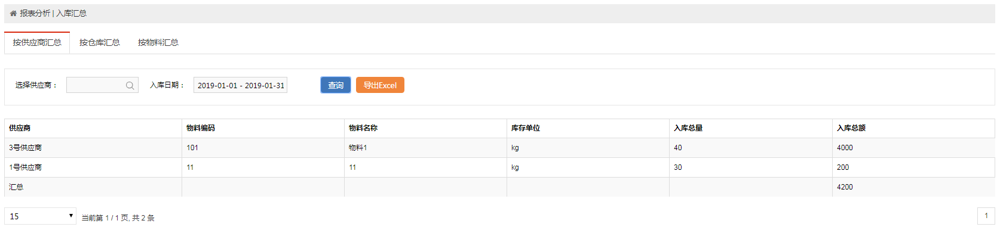 报表分析 | 入库汇总
按供应商汇总 按仓库汇总 按物料汇总
选择供应商： 入库日期： 2019-01-01 - 2019-01-31 查询 导出Excel
供应商 物料编码 物料名称 库存单位 入库总量 入库总额
3号供应商 101 物料1 kg 40 4000
1号供应商 11 11 kg 30 200
汇总 4200
15 当前第 1 / 1 页, 共 2 条 1